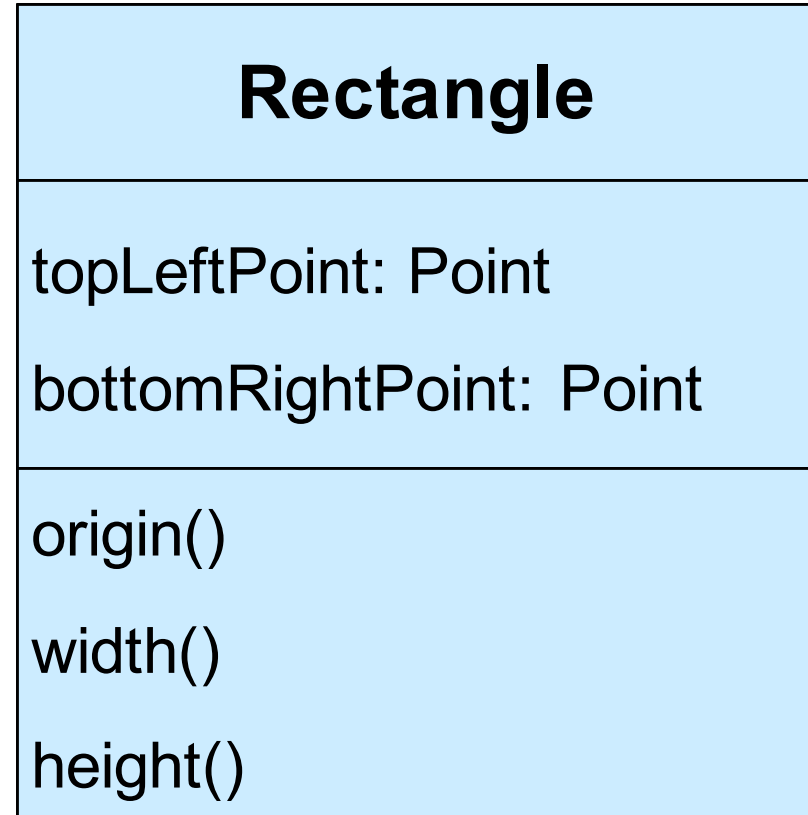 Rectangle
topLeftPoint: Point
bottomRightPoint: Point
origin()
width()
height()